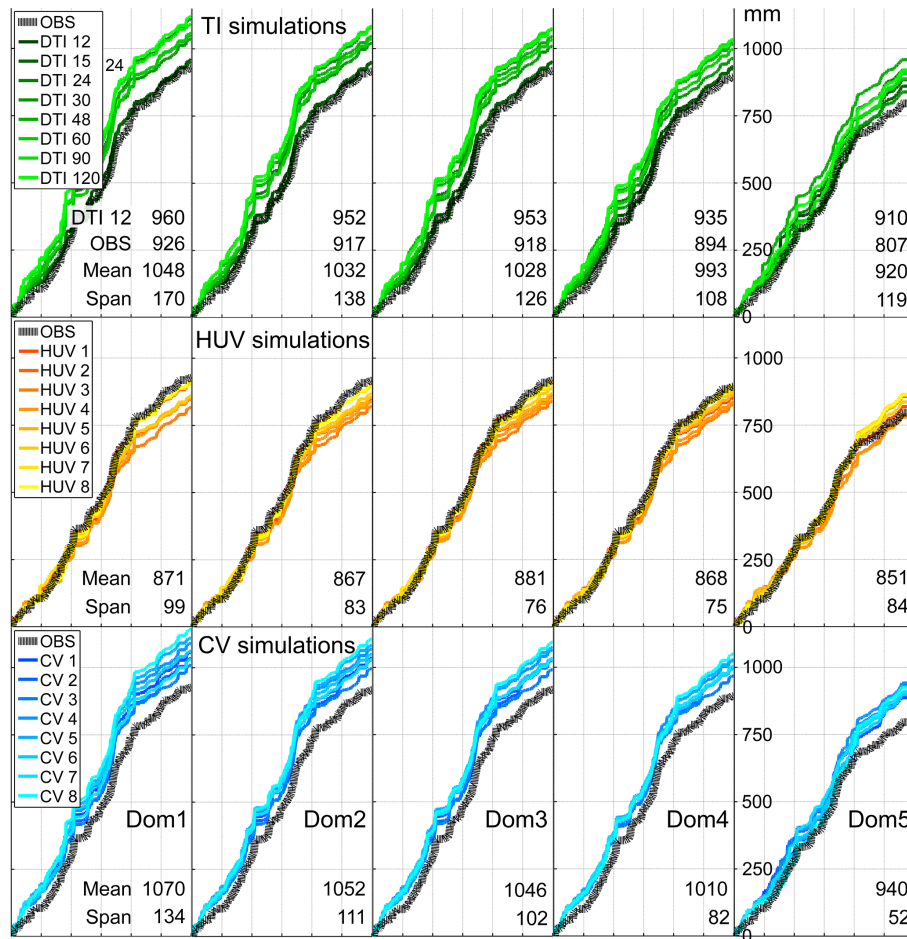 OBS
DTI 12
DTI 15
DTI 24
DTI 30
DTI 48
DTI 60
DTI 90
DTI 120
TI simulations
24
mm
1000
750
500
250
0
DTI 12 960 952 953 935 910
OBS 926 917 918 894 807
Mean 1048 1032 1028 993 920
Span 170 138 126 108 119
OBS
HUV 1
HUV 2
HUV 3
HUV 4
HUV 5
HUV 6
HUV 7
HUV 8
HUV simulations
1000
750
500
250
0
Mean 871 867 881 868 851
Span 99 83 76 75 84
OBS
CV 1
CV 2
CV 3
CV 4
CV 5
CV 6
CV 7
CV 8
CV simulations
1000
750
500
250
0
Dom1 Dom2 Dom3 Dom4 Dom5
Mean 1070 1052 1046 1010 940
Span 134 111 102 82 52